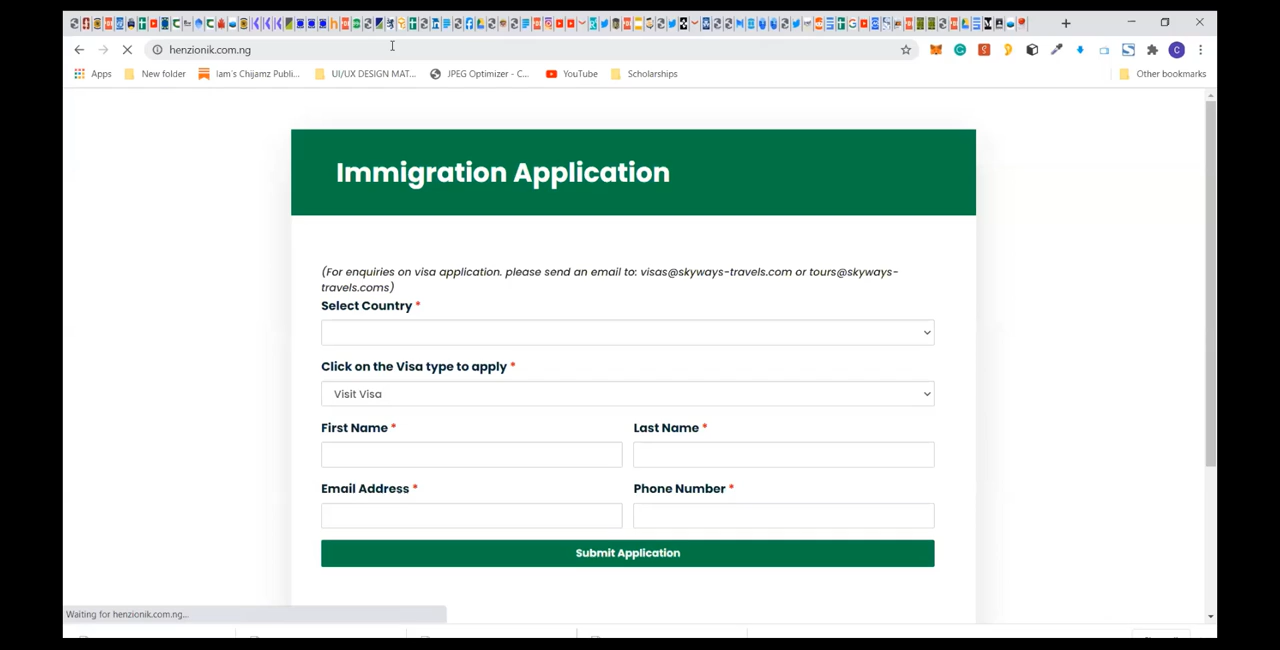 henzionik.com.ng
Apps
New folder
Iam's Chijamz Publi...
UI/UX DESIGN MAT...
JPEG Optimizer - C...
YouTube
Scholarships
Other bookmarks
Immigration Application
(For enquiries on visa application. please send an email to: visas@skyways-travels.com or tours@skyways-
travels.coms)
Select Country *
Click on the Visa type to apply *
Visit Visa
First Name *
Last Name *
Email Address *
Phone Number *
Submit Application
Waiting for henzionik.com.ng...